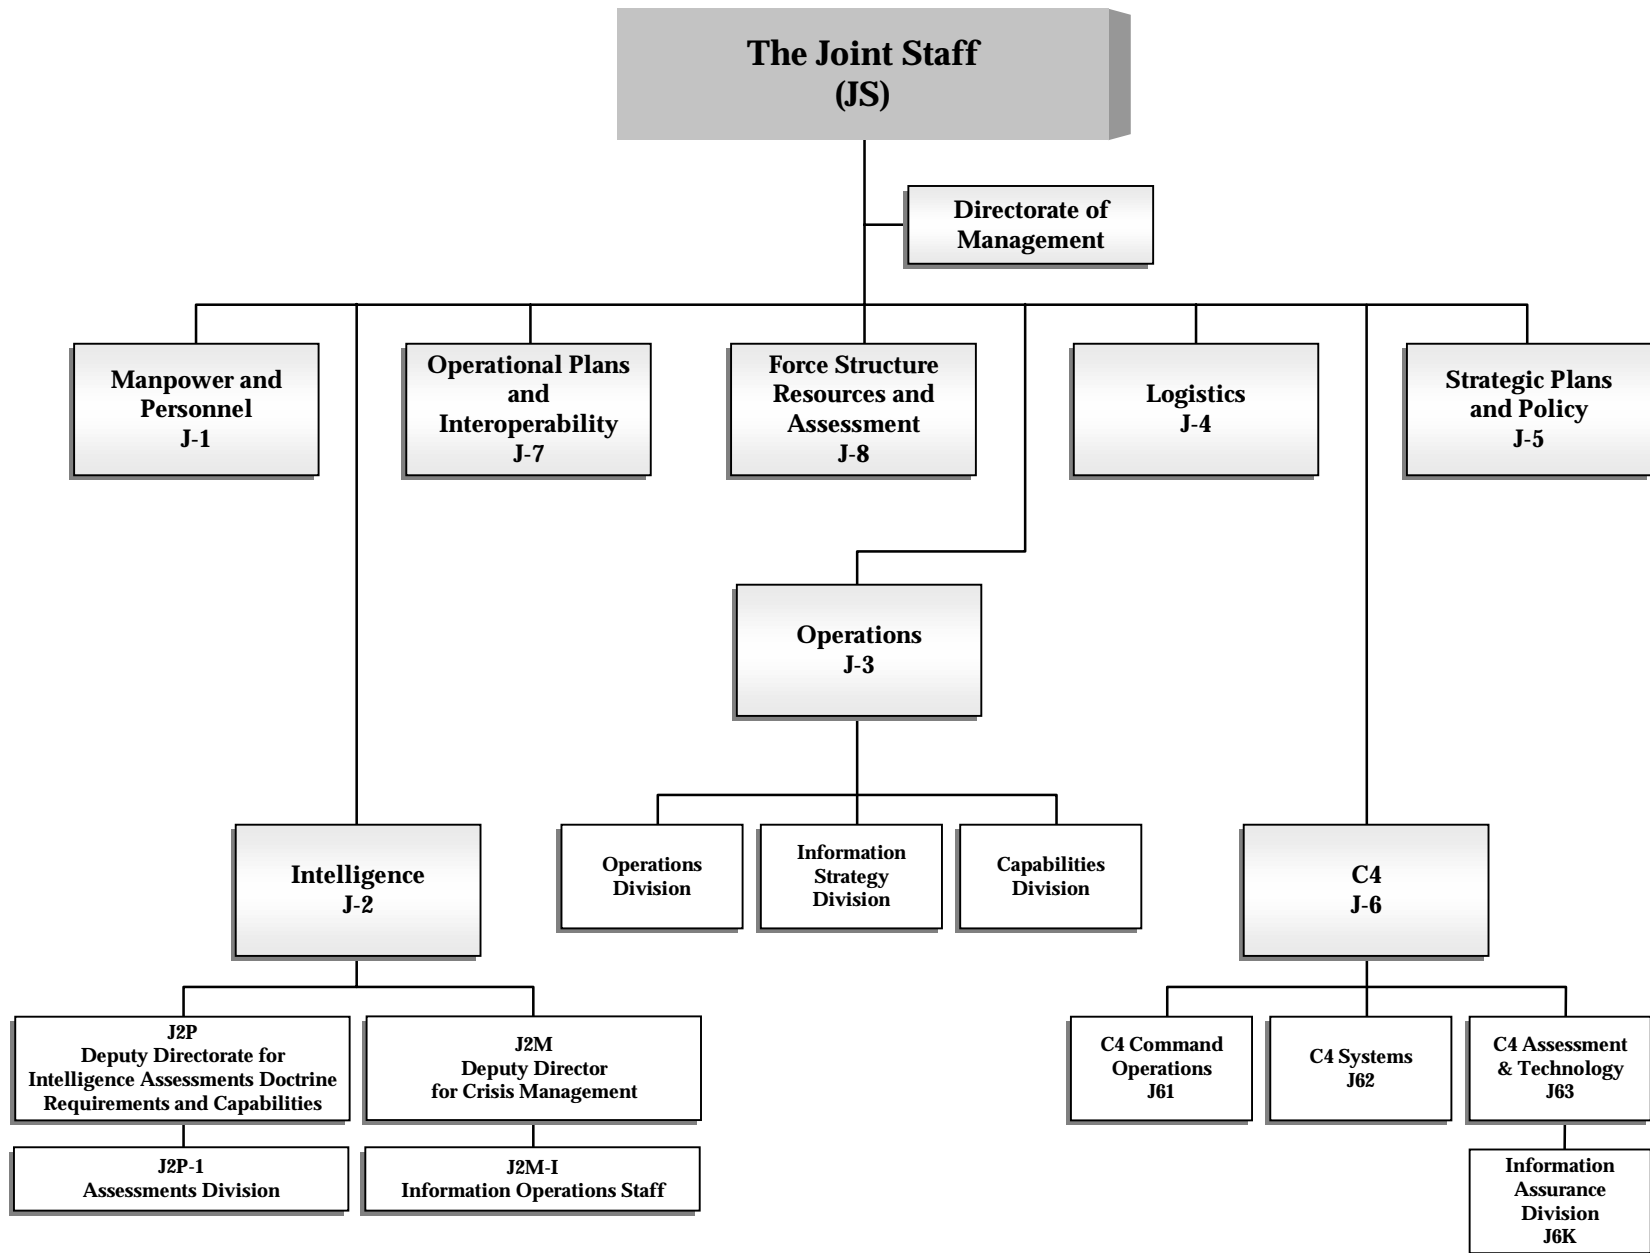 The Joint Staff
(JS)
Directorate of
Management
Manpower and
Personnel
J-1
Operational Plans
and
Interoperability
J-7
Force Structure
Resources and
Assessment
J-8
Logistics
J-4
Strategic Plans
and Policy
J-5
Operations
J-3
Operations
Division
Information
Strategy
Division
Capabilities
Division
Intelligence
J-2
C4
J-6
J2P
Deputy Directorate for
Intelligence Assessments Doctrine
Requirements and Capabilities
J2M
Deputy Director
for Crisis Management
C4 Command
Operations
J61
C4 Systems
J62
C4 Assessment
& Technology
J63
J2P-1
Assessments Division
J2M-I
Information Operations Staff
Information
Assurance
Division
J6K